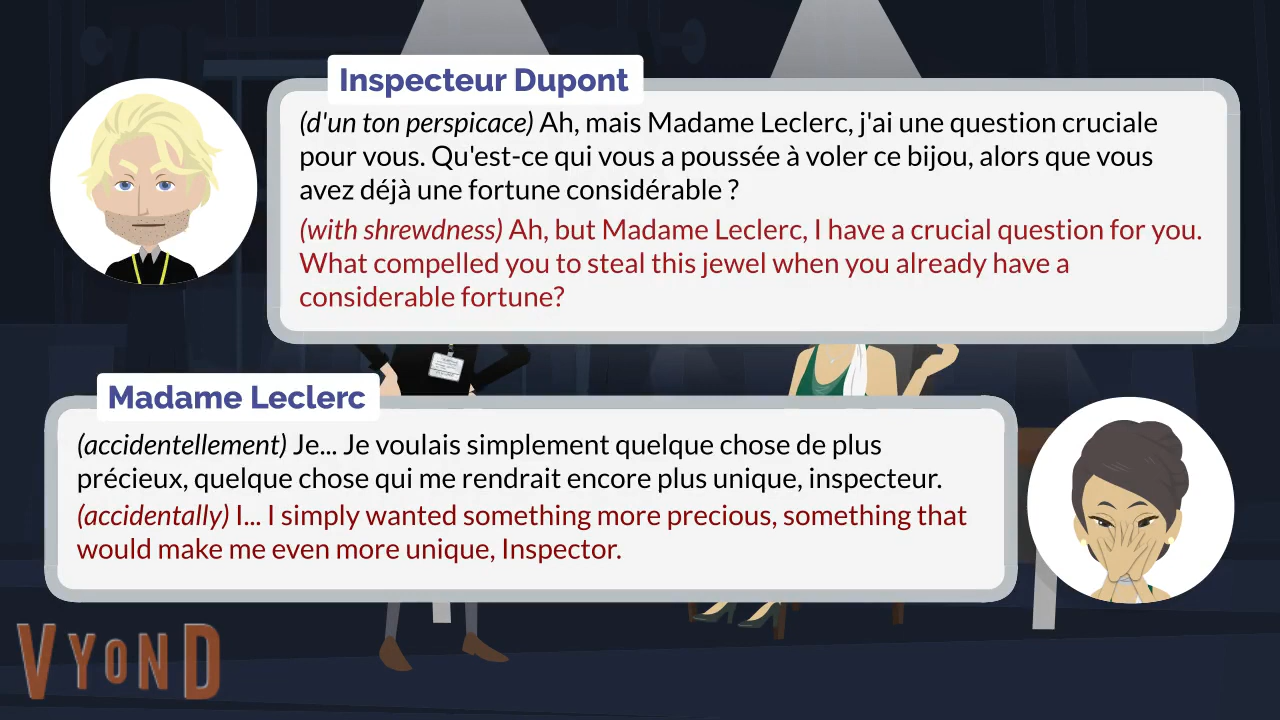 Inspecteur Dupont
(d'un ton perspicace) Ah, mais Madame Leclerc, j'ai une question cruciale
pour vous. Qu'est-ce qui vous a poussée à voler ce bijou, alors que vous
avez déjà une fortune considérable ?
(with shrewdness) Ah, but Madame Leclerc, I have a crucial question for you.
What compelled you to steal this jewel when you already have a
considerable fortune?
Madame Leclerc
(accidentellement) Je... Je voulais simplement quelque chose de plus
précieux, quelque chose qui me rendrait encore plus unique, inspecteur.
(accidentally) I... I simply wanted something more precious, something that
would make me even more unique, Inspector.
VYOND